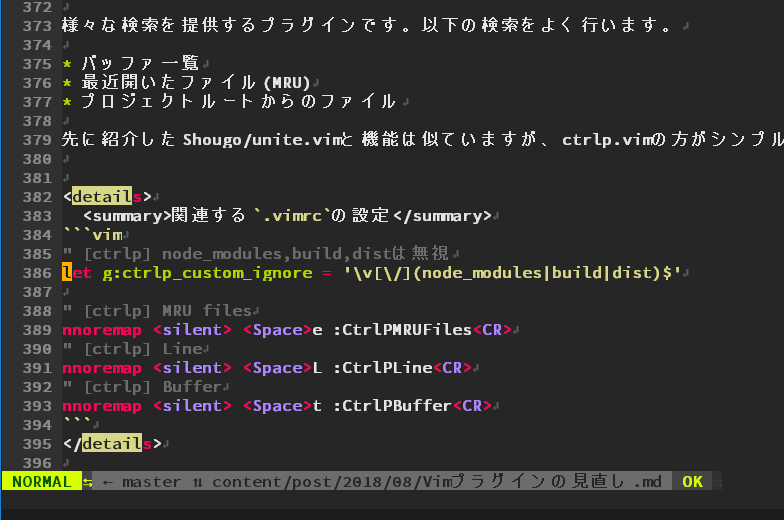 372
373 様々な検索を提供するプラグインです。以下の検索をよく行います。
374
375 * バッファ一覧
376 * 最近開いたファイル(MRU)
377 * プロジェクトルートからのファイル
378
379 先に紹介したShougo/unite.vimと機能は似ていますが、ctrlp.vimの方がシンプル
380
381
382 <details>
383   <summary>関連する`.vimrc`の設定</summary>
384 ```vim
385 " [ctrlp] node_modules,build,distは無視
386 let g:ctrlp_custom_ignore = '\v[\/](node_modules|build|dist)$'
387
388 " [ctrlp] MRU files
389 nnoremap <silent> <Space>e :CtrlPMRUFiles<CR>
390 " [ctrlp] Line
391 nnoremap <silent> <Space>L :CtrlPLine<CR>
392 " [ctrlp] Buffer
393 nnoremap <silent> <Space>t :CtrlPBuffer<CR>
394 ```
395 </details>
396
NORMAL ⇆ ← master ⇅ content/post/2018/08/Vimプラグインの見直し.md OK